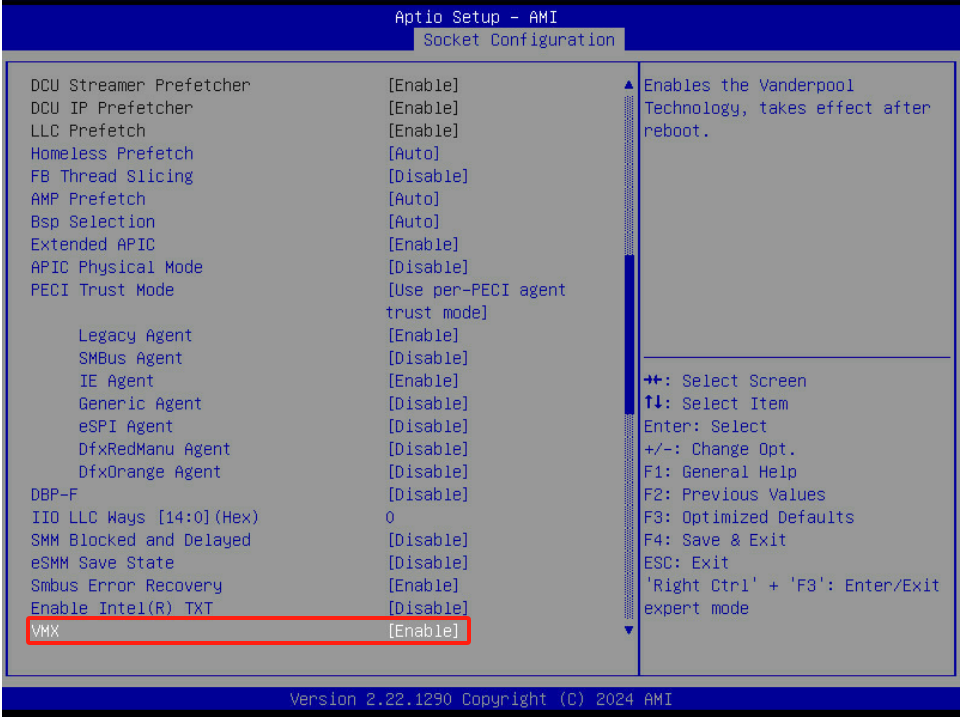 Aptio Setup – AMI
Socket Configuration
DCU Streamer Prefetcher [Enable]
DCU IP Prefetcher [Enable]
LLC Prefetch [Enable]
Homeless Prefetch [Auto]
FB Thread Slicing [Disable]
AMP Prefetch [Auto]
Bsp Selection [Auto]
Extended APIC [Enable]
APIC Physical Mode [Disable]
PECI Trust Mode [Use per-PECI agent
trust mode]
Legacy Agent [Enable]
SMBus Agent [Disable]
IE Agent [Enable]
Generic Agent [Disable]
eSPI Agent [Disable]
DfxRedManu Agent [Disable]
DfxOrange Agent [Disable]
DBP-F [Disable]
IIO LLC Ways [14:0](Hex) 0
SMM Blocked and Delayed [Disable]
eSMM Save State [Disable]
Smbus Error Recovery [Enable]
Enable Intel(R) TXT [Disable]
VMX [Enable]
Enables the Vanderpool
Technology, takes effect after
reboot.
→←: Select Screen
↑↓: Select Item
Enter: Select
+/-: Change Opt.
F1: General Help
F2: Previous Values
F3: Optimized Defaults
F4: Save & Exit
ESC: Exit
'Right Ctrl' + 'F3': Enter/Exit
expert mode
Version 2.22.1290 Copyright (C) 2024 AMI